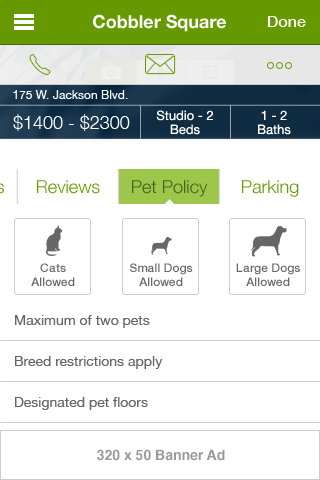 Cobbler Square
Done
175 W. Jackson Blvd.
$1400 - $2300
Studio - 2
Beds
1 - 2
Baths
s
Reviews
Pet Policy
Parking
Cats
Allowed
Small Dogs
Allowed
Large Dogs
Allowed
Maximum of two pets
Breed restrictions apply
Designated pet floors
320 x 50 Banner Ad